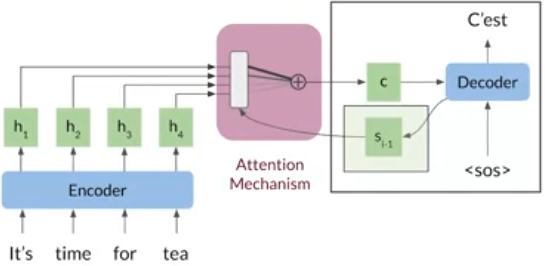 C'est
c
Decoder
h₁ h₂ h₃ h₄
sᵢ₋₁
Attention
Mechanism
<sos>
Encoder
It's time for tea